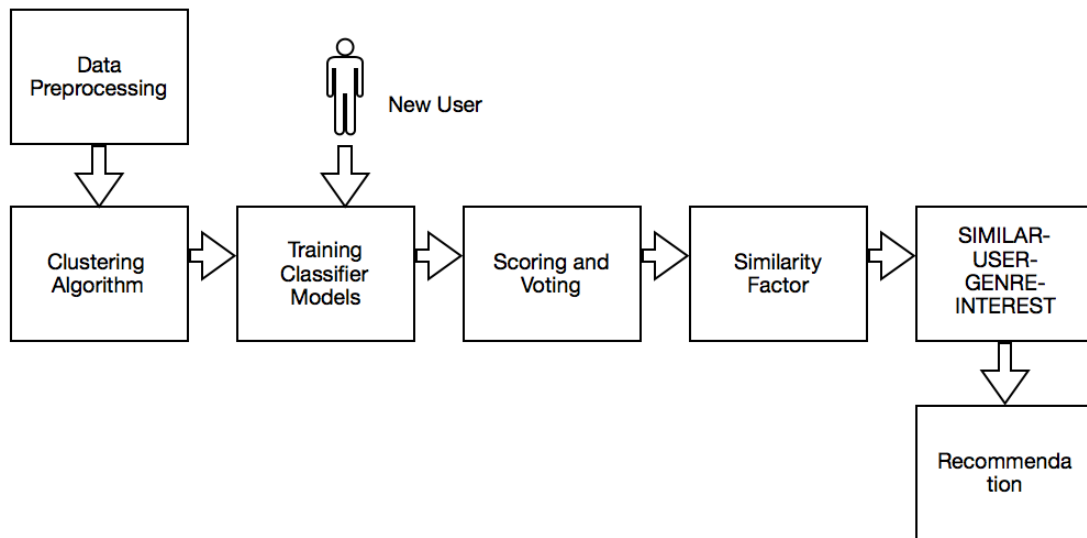 Data
Preprocessing
New User
Clustering
Algorithm
Training
Classifier
Models
Scoring and
Voting
Similarity
Factor
SIMILAR-
USER-
GENRE-
INTEREST
Recommenda
tion